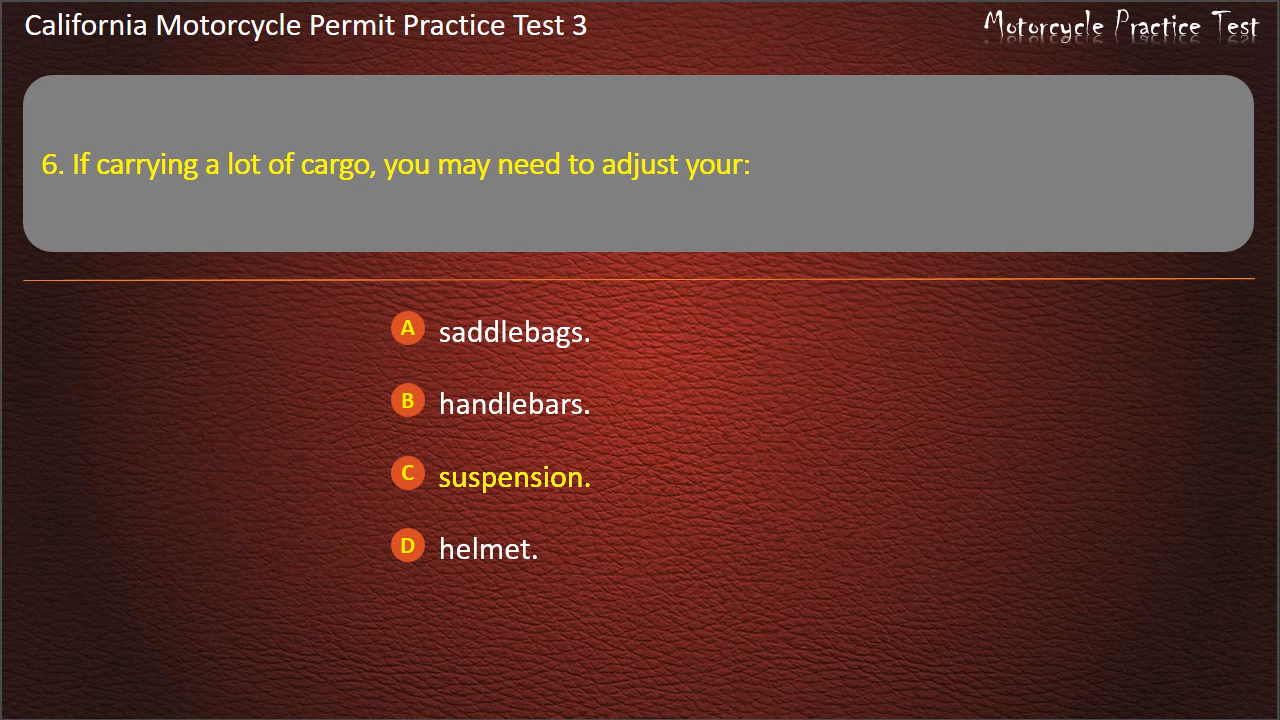 California Motorcycle Permit Practice Test 3
Motorcycle Practice Test
6. If carrying a lot of cargo, you may need to adjust your:
A saddlebags.
B handlebars.
C suspension.
D helmet.